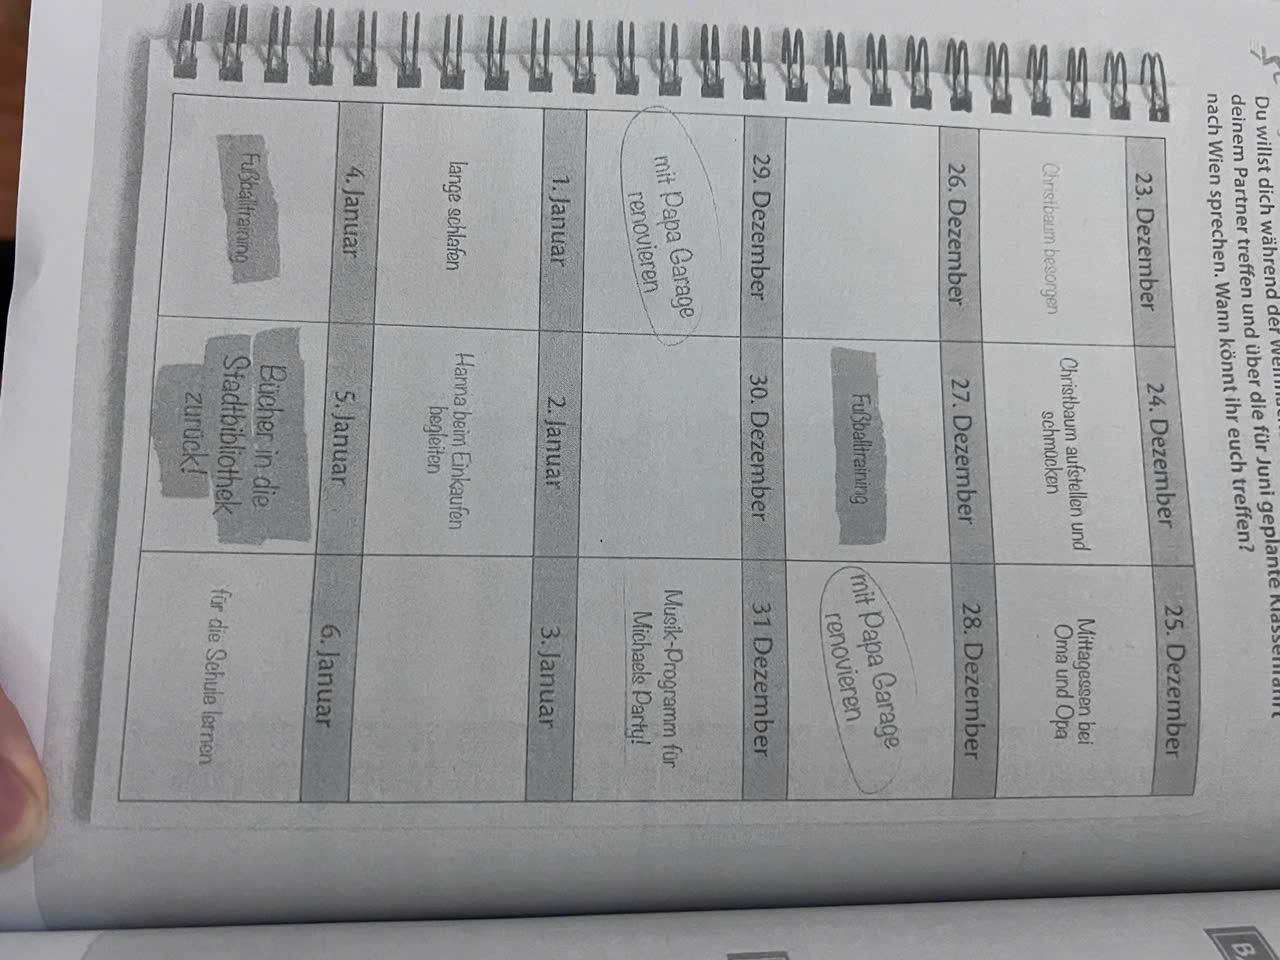 Du willst dich während der
deinem Partner treffen und über die für Juni geplante
nach Wien sprechen. Wann könnt ihr euch treffen?
23. Dezember
24. Dezember
25. Dezember
Christbaum besorgen
Christbaum aufstellen und
schmücken
Mittagessen bei
Oma und Opa
26. Dezember
27. Dezember
28. Dezember
Fußballtraining
mit Papa Garage
renovieren
29. Dezember
30. Dezember
31 Dezember
mit Papa Garage
renovieren
Musik-Programm für
Michaels Party!
1. Januar
2. Januar
3. Januar
lange schlafen
Hanna beim Einkaufen
begleiten
4. Januar
5. Januar
6. Januar
Fußballtraining
Bücher in die
Stadtbibliothek
zurück!
für die Schule lernen
B